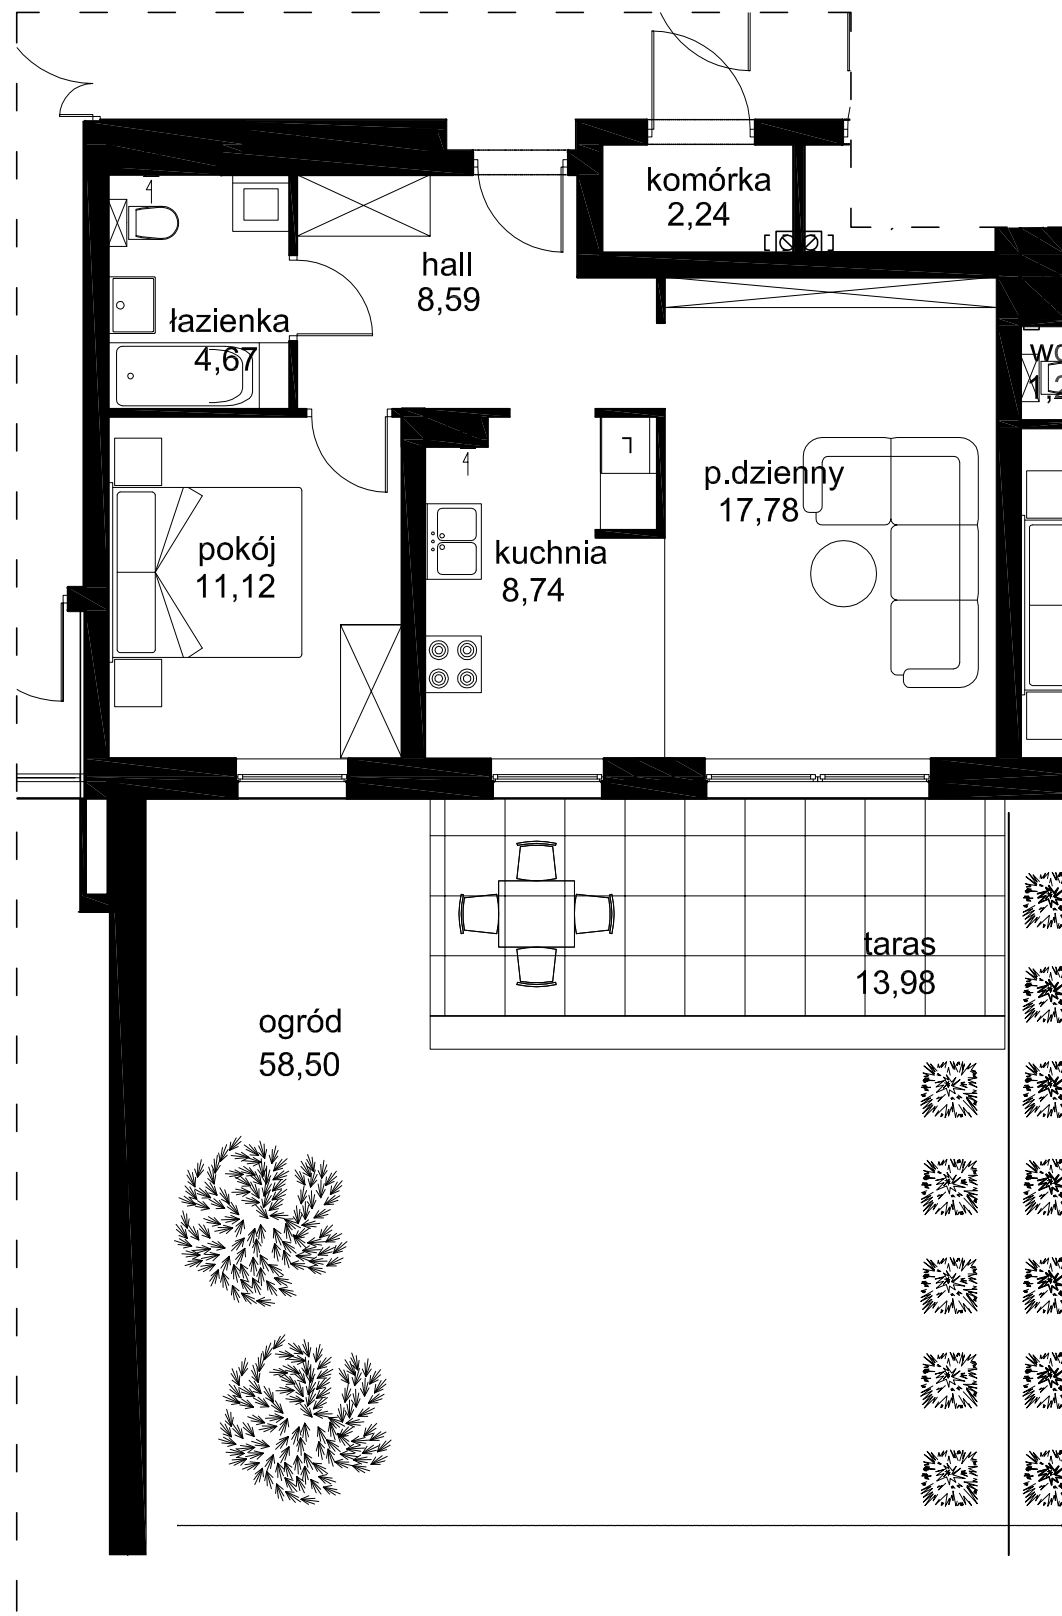 komórka
2,24
hall
8,59
łazienka
4,67
p.dzienny
17,78
pokój
11,12
kuchnia
8,74
taras
13,98
ogród
58,50